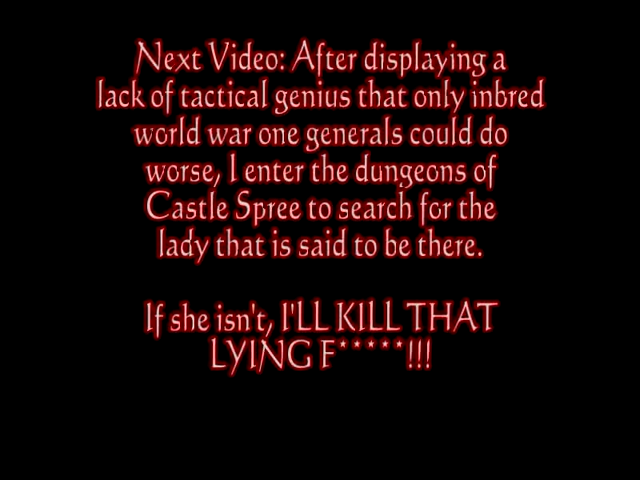 Next Video: After displaying a
lack of tactical genius that only inbred
world war one generals could do
worse, I enter the dungeons of
Castle Spree to search for the
lady that is said to be there.
If she isn't, I'LL KILL THAT
LYING F*****!!!